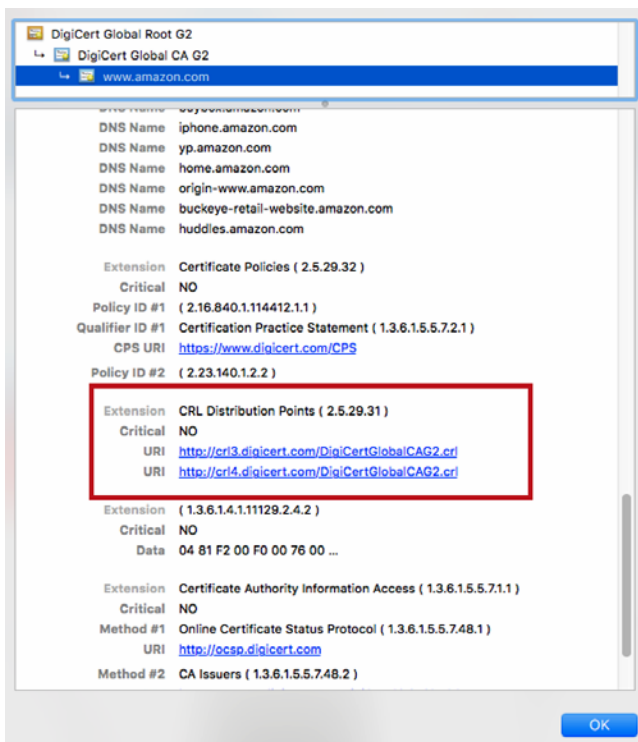 DigiCert Global Root G2
DigiCert Global CA G2
www.amazon.com
DNS Name iphone.amazon.com
DNS Name yp.amazon.com
DNS Name home.amazon.com
DNS Name origin-www.amazon.com
DNS Name buckeye-retail-website.amazon.com
DNS Name huddles.amazon.com
Extension Certificate Policies ( 2.5.29.32 )
Critical NO
Policy ID #1 ( 2.16.840.1.114412.1.1 )
Qualifier ID #1 Certification Practice Statement ( 1.3.6.1.5.5.7.2.1 )
CPS URI https://www.digicert.com/CPS
Policy ID #2 ( 2.23.140.1.2.2 )
Extension CRL Distribution Points ( 2.5.29.31 )
Critical NO
URI http://crl3.digicert.com/DigiCertGlobalCAG2.crl
URI http://crl4.digicert.com/DigiCertGlobalCAG2.crl
Extension ( 1.3.6.1.4.1.11129.2.4.2 )
Critical NO
Data 04 81 F2 00 F0 00 76 00 ...
Extension Certificate Authority Information Access ( 1.3.6.1.5.5.7.1.1 )
Critical NO
Method #1 Online Certificate Status Protocol ( 1.3.6.1.5.5.7.48.1 )
URI http://ocsp.digicert.com
Method #2 CA Issuers ( 1.3.6.1.5.5.7.48.2 )
OK